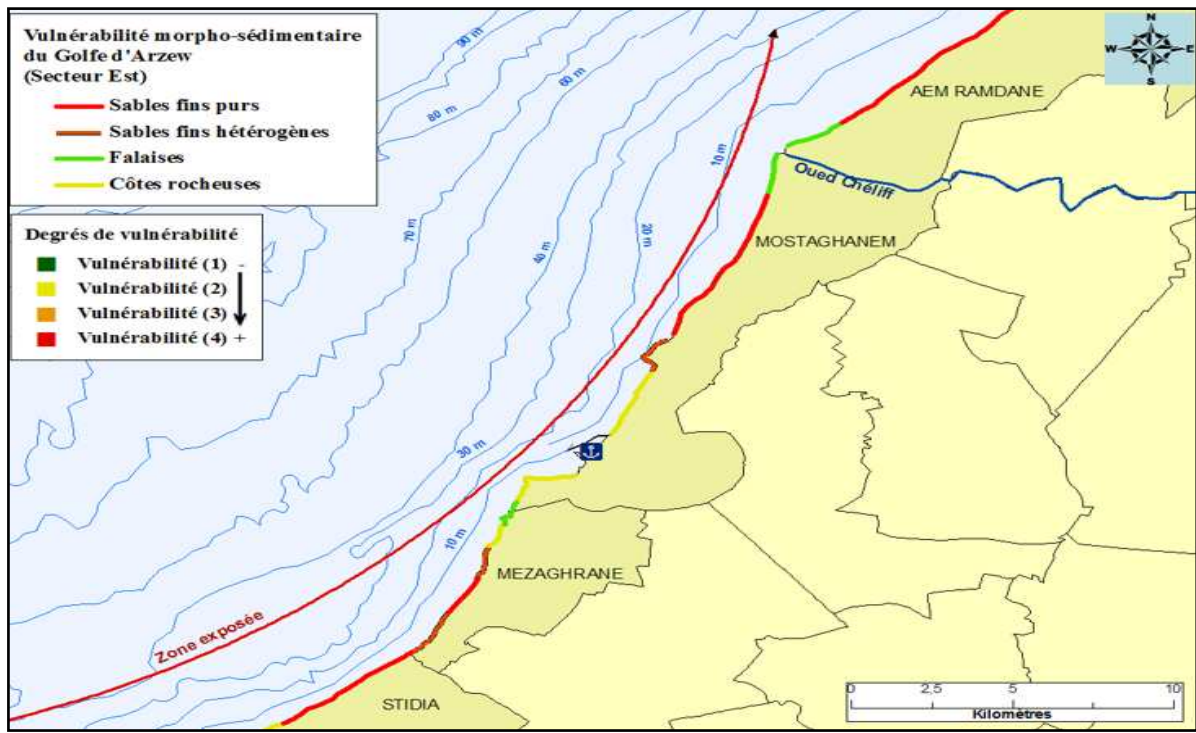 Vulnérabilité morpho-sédimentaire
du Golfe d'Arzew
(Secteur Est)
Sables fins purs
Sables fins hétérogènes
Falaises
Côtes rocheuses
Degrés de vulnérabilité
Vulnérabilité (1) -
Vulnérabilité (2)
Vulnérabilité (3)
Vulnérabilité (4) +
90 m
80 m
60 m
70 m
40 m
20 m
10 m
30 m
10 m
N
W E
S
AEM RAMDANE
Oued Chéliff
MOSTAGHANEM
MEZAGHRANE
Zone exposée
STIDIA
0 2,5 5 10
Kilomètres